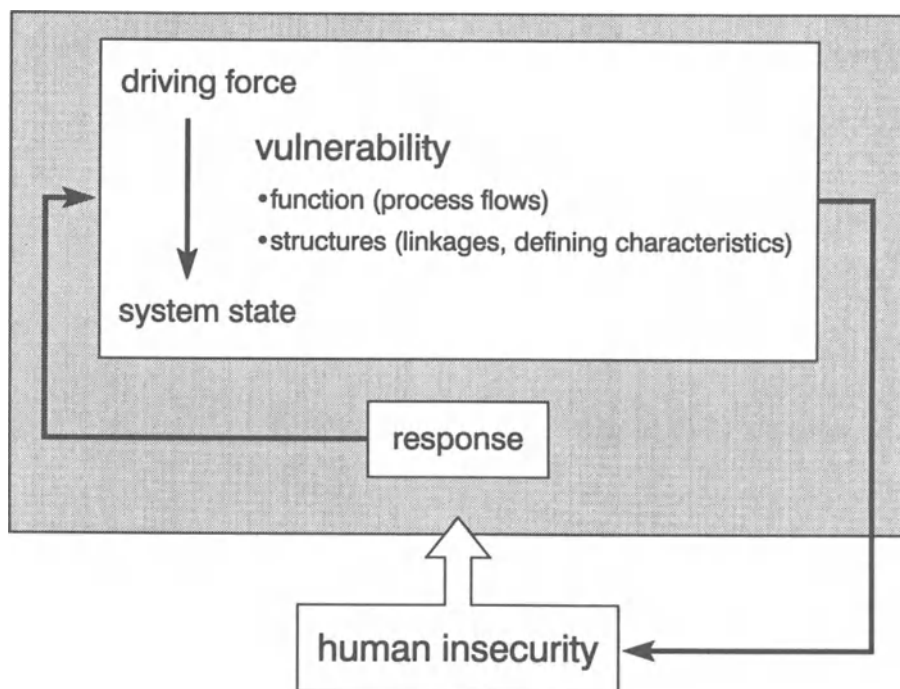 driving force
vulnerability
•function (process flows)
•structures (linkages, defining characteristics)
system state
response
human insecurity